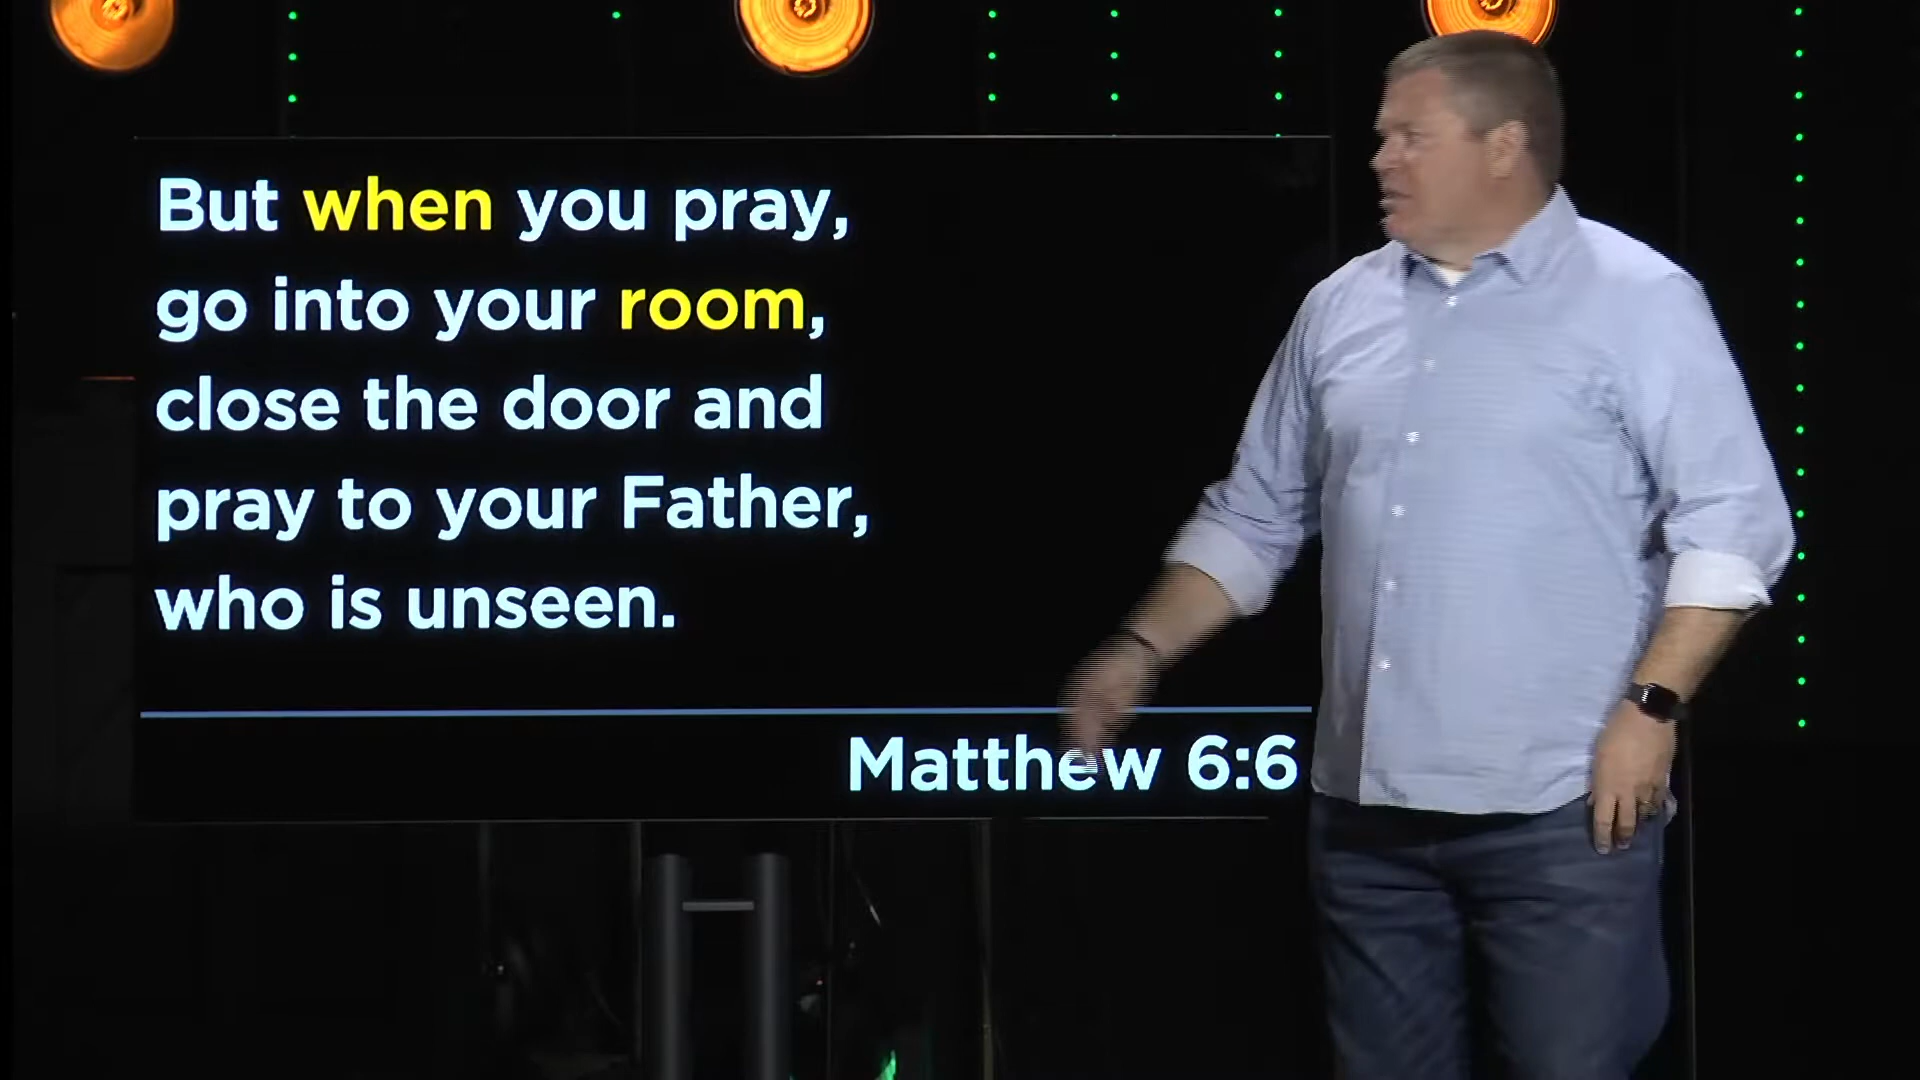 But when you pray,
go into your room,
close the door and
pray to your Father,
who is unseen.
Matthew 6:6